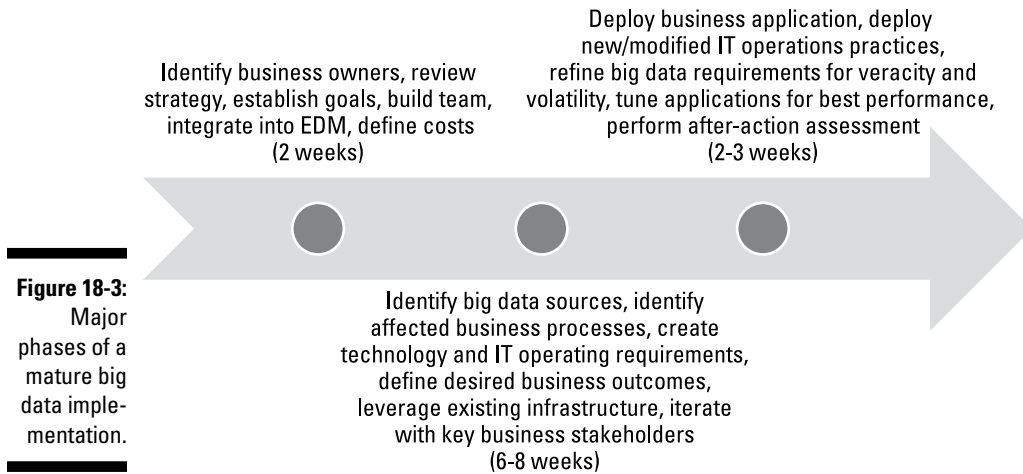 Identify business owners, review
strategy, establish goals, build team,
integrate into EDM, define costs
(2 weeks)
Deploy business application, deploy
new/modified IT operations practices,
refine big data requirements for veracity and
volatility, tune applications for best performance,
perform after-action assessment
(2-3 weeks)
Identify big data sources, identify
affected business processes, create
technology and IT operating requirements,
define desired business outcomes,
leverage existing infrastructure, iterate
with key business stakeholders
(6-8 weeks)
Figure 18-3:
Major
phases of a
mature big
data imple-
mentation.